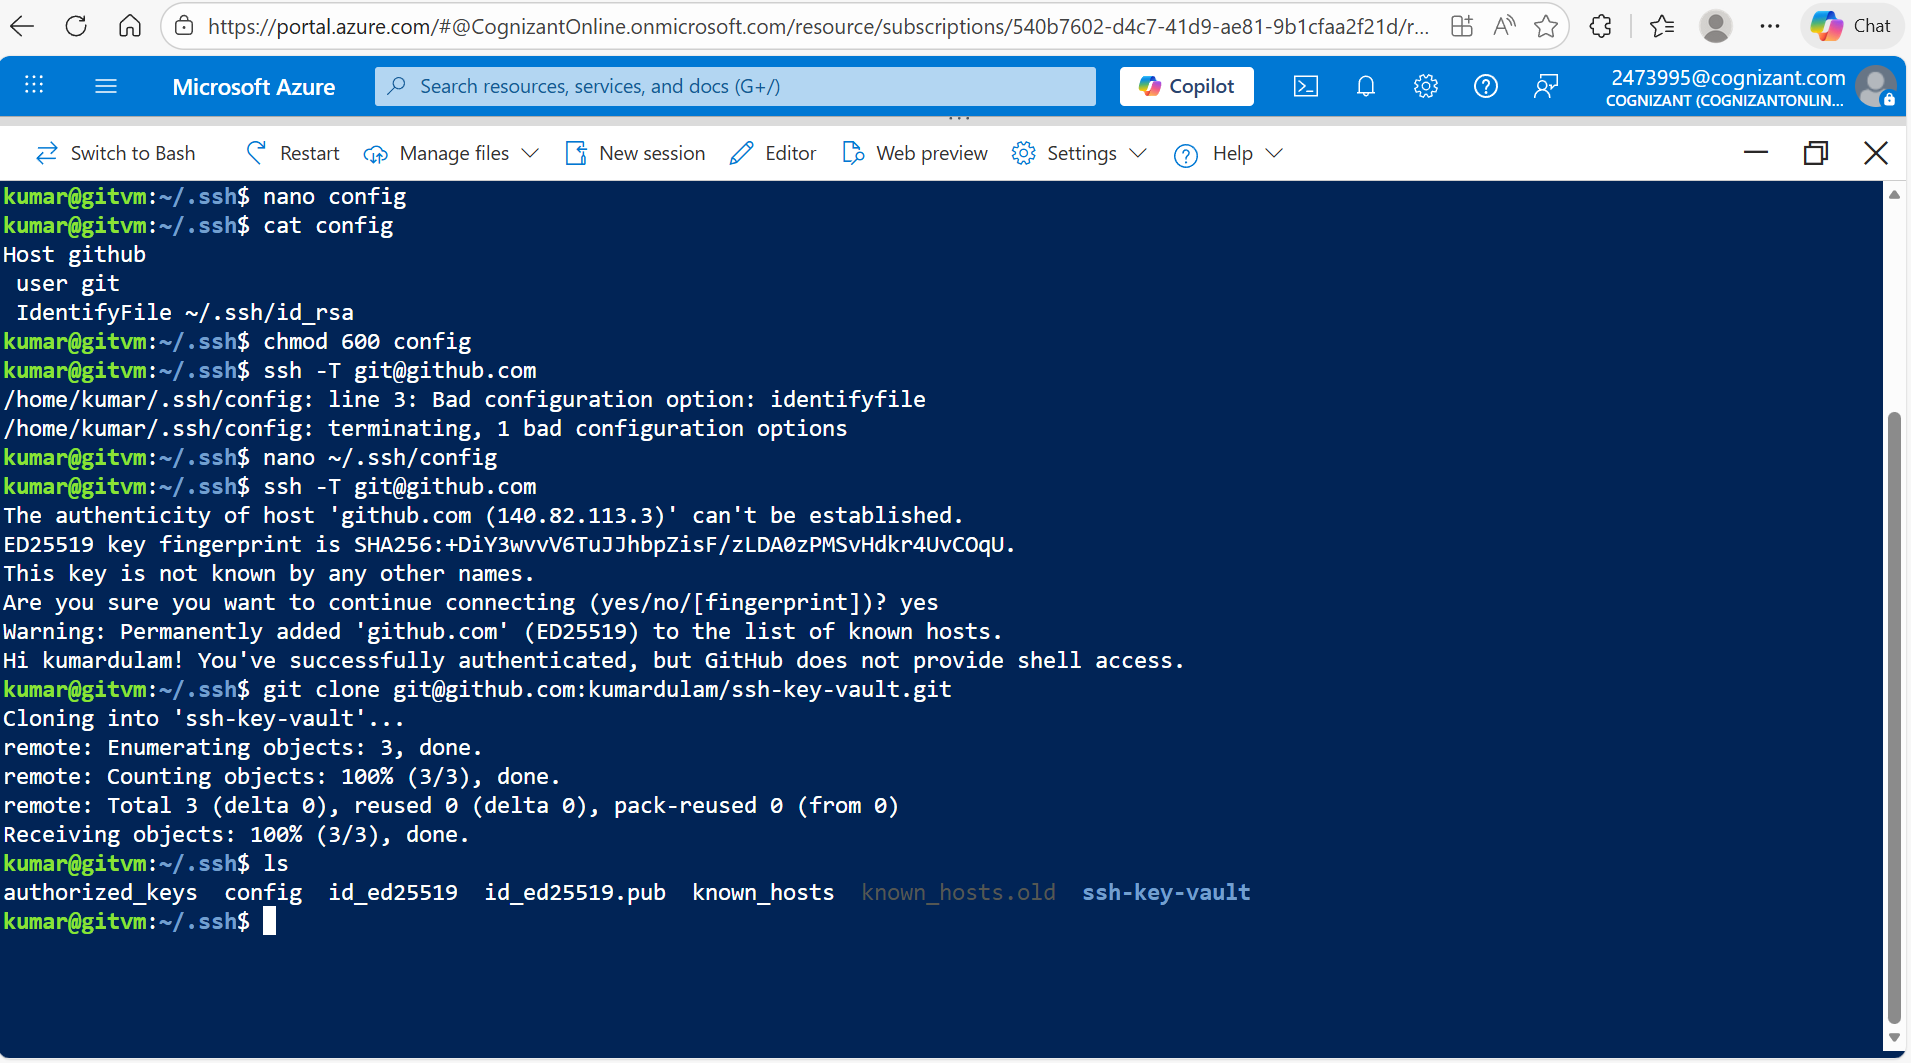 https://portal.azure.com/#@CognizantOnline.onmicrosoft.com/resource/subscriptions/540b7602-d4c7-41d9-ae81-9b1cfaa2f21d/r...
Chat
Microsoft Azure
Search resources, services, and docs (G+/)
Copilot
2473995@cognizant.com
COGNIZANT (COGNIZANTONLIN...
Switch to Bash
Restart
Manage files
New session
Editor
Web preview
Settings
Help
kumar@gitvm:~/.ssh$ nano config
kumar@gitvm:~/.ssh$ cat config
Host github
 user git
 IdentifyFile ~/.ssh/id_rsa
kumar@gitvm:~/.ssh$ chmod 600 config
kumar@gitvm:~/.ssh$ ssh -T git@github.com
/home/kumar/.ssh/config: line 3: Bad configuration option: identifyfile
/home/kumar/.ssh/config: terminating, 1 bad configuration options
kumar@gitvm:~/.ssh$ nano ~/.ssh/config
kumar@gitvm:~/.ssh$ ssh -T git@github.com
The authenticity of host 'github.com (140.82.113.3)' can't be established.
ED25519 key fingerprint is SHA256:+DiY3wvvV6TuJJhbpZisF/zLDA0zPMSvHdkr4UvCOqU.
This key is not known by any other names.
Are you sure you want to continue connecting (yes/no/[fingerprint])? yes
Warning: Permanently added 'github.com' (ED25519) to the list of known hosts.
Hi kumardulam! You've successfully authenticated, but GitHub does not provide shell access.
kumar@gitvm:~/.ssh$ git clone git@github.com:kumardulam/ssh-key-vault.git
Cloning into 'ssh-key-vault'...
remote: Enumerating objects: 3, done.
remote: Counting objects: 100% (3/3), done.
remote: Total 3 (delta 0), reused 0 (delta 0), pack-reused 0 (from 0)
Receiving objects: 100% (3/3), done.
kumar@gitvm:~/.ssh$ ls
authorized_keys  config  id_ed25519  id_ed25519.pub  known_hosts  known_hosts.old  ssh-key-vault
kumar@gitvm:~/.ssh$